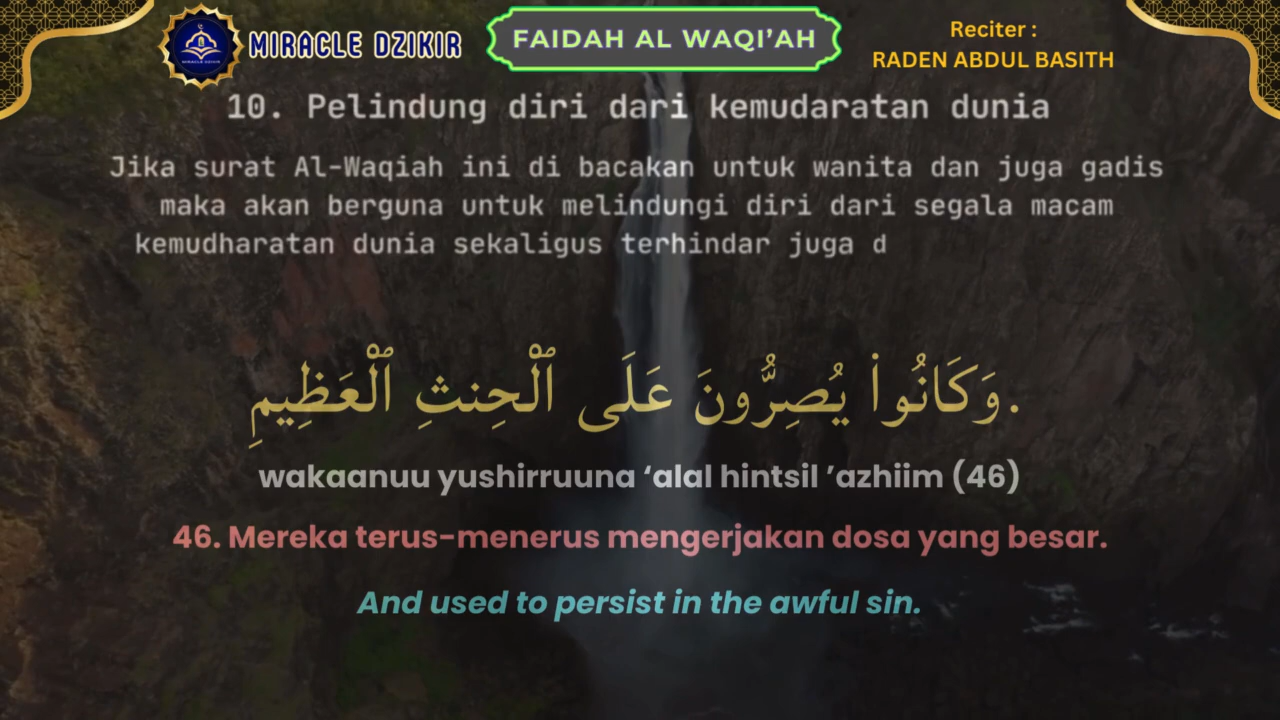 MIRACLE DZIKIR
FAIDAH AL WAQI’AH
Reciter :
RADEN ABDUL BASITH
10. Pelindung diri dari kemudaratan dunia
Jika surat Al-Waqiah ini di bacakan untuk wanita dan juga gadis
maka akan berguna untuk melindungi diri dari segala macam
kemudharatan dunia sekaligus terhindar juga d
وَكَانُوا۟ يُصِرُّونَ عَلَى ٱلْحِنثِ ٱلْعَظِيمِ.
wakaanuu yushirruuna ‘alal hintsil ’azhiim (46)
46. Mereka terus-menerus mengerjakan dosa yang besar.
And used to persist in the awful sin.